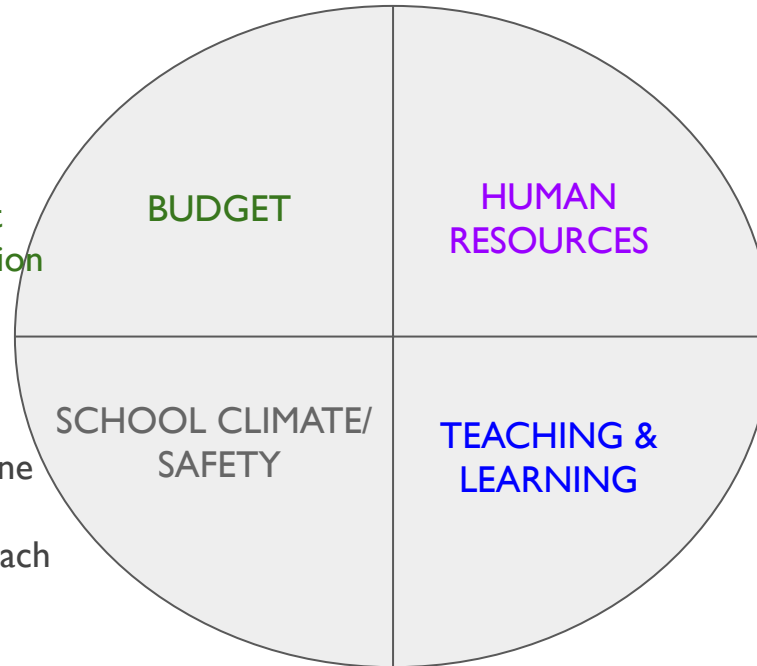 BUDGET
HUMAN
RESOURCES
SCHOOL CLIMATE/
SAFETY
TEACHING &
LEARNING